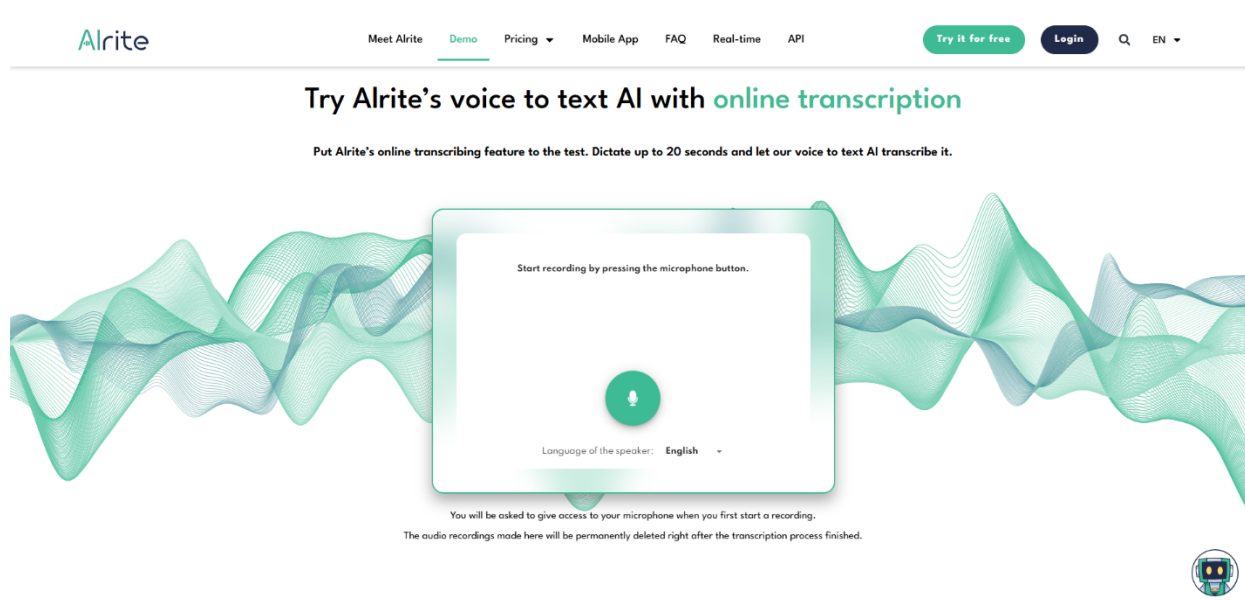 Alrite
Meet Alrite Demo Pricing Mobile App FAQ Real-time API Try it for free Login EN
Try Alrite's voice to text AI with online transcription
Put Alrite's online transcribing feature to the test. Dictate up to 20 seconds and let our voice to text AI transcribe it.
Start recording by pressing the microphone button.
Language of the speaker: English
You will be asked to give access to your microphone when you first start a recording.
The audio recordings made here will be permanently deleted right after the transcription process finished.